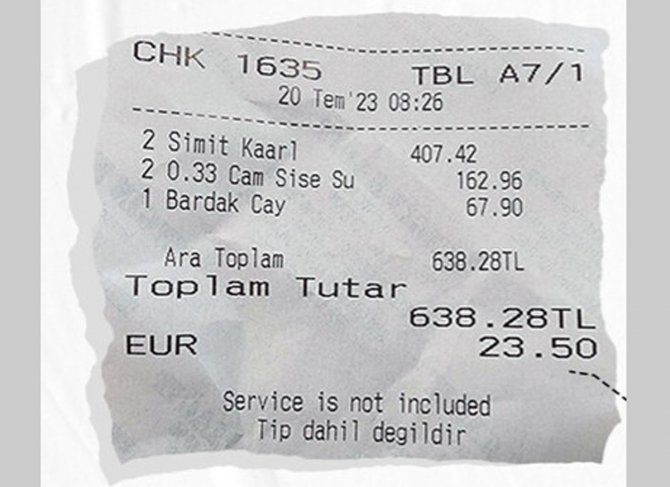 CHK 1635 TBL A7/1
20 Tem'23 08:26
2 Simit Kaarl 407.42
2 0.33 Cam Sise Su 162.96
1 Bardak Cay 67.90
Ara Toplam 638.28TL
Toplam Tutar
638.28TL
EUR 23.50
Service is not included
Tip dahil degildir